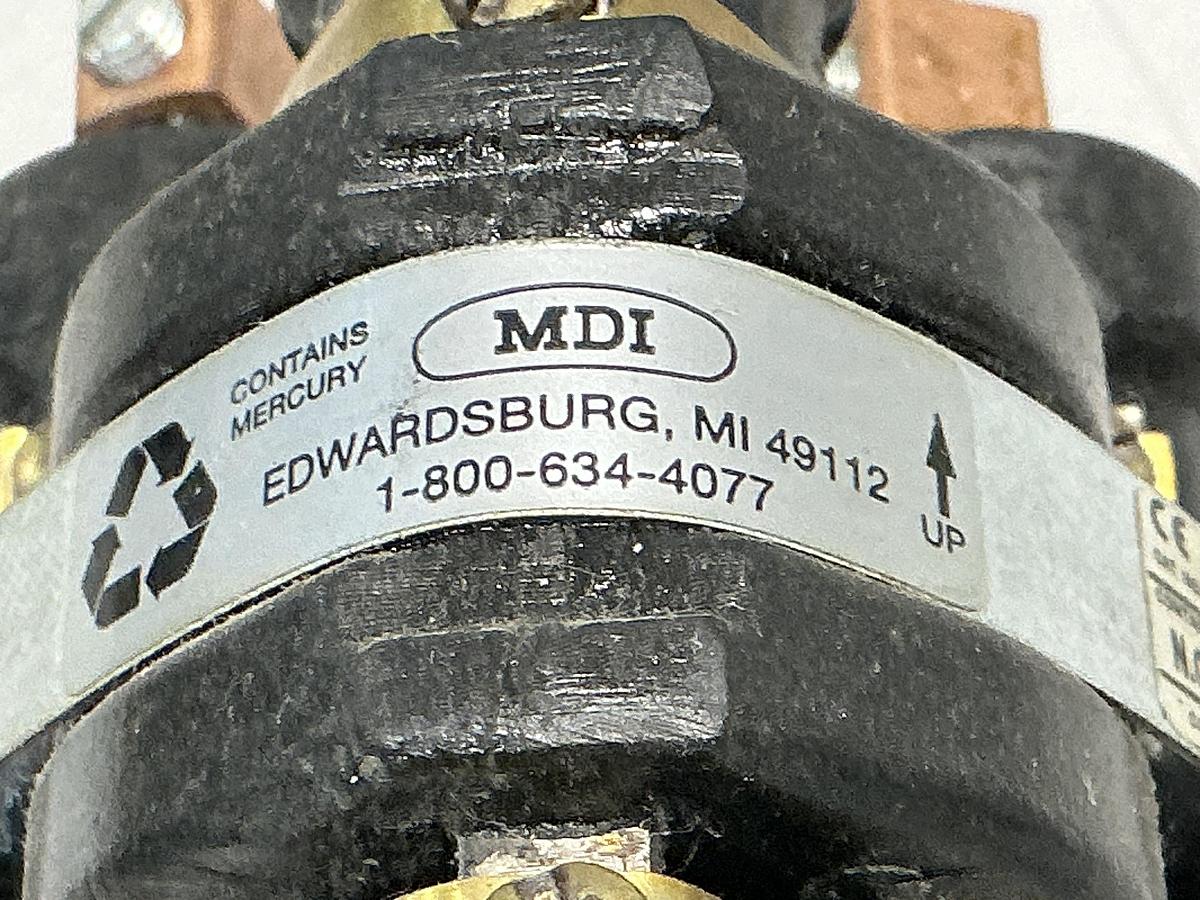 CONTAINS
MERCURY
MDI
EDWARDSBURG, MI 49112
1-800-634-4077
UP